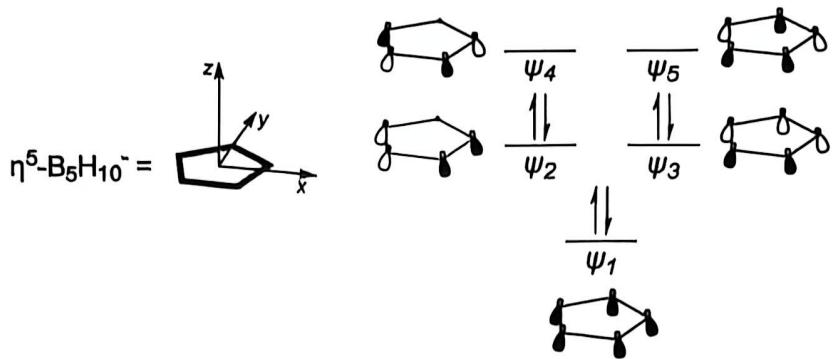 ψ₄ ψ₅
z
y
η⁵-B₅H₁₀⁻ =
x
ψ₂ ψ₃
ψ₁